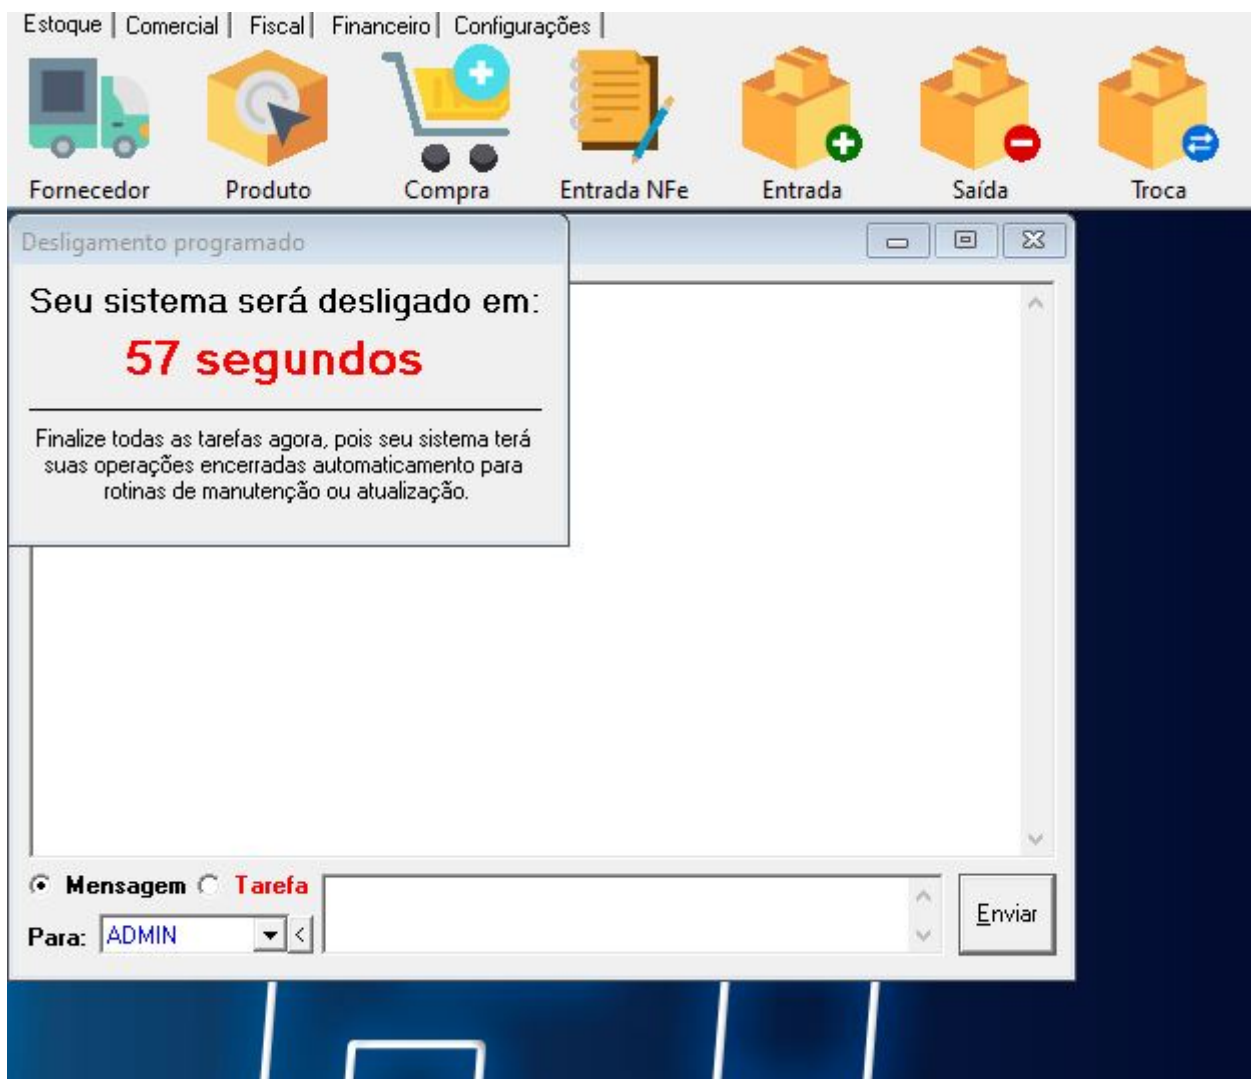 Estoque | Comercial | Fiscal | Financeiro | Configurações |
Fornecedor Produto Compra Entrada NFe Entrada Saída Troca
Desligamento programado
Seu sistema será desligado em:
57 segundos
Finalize todas as tarefas agora, pois seu sistema terá
suas operações encerradas automaticamento para
rotinas de manutenção ou atualização.
Mensagem Tarefa
Para: ADMIN <
Enviar